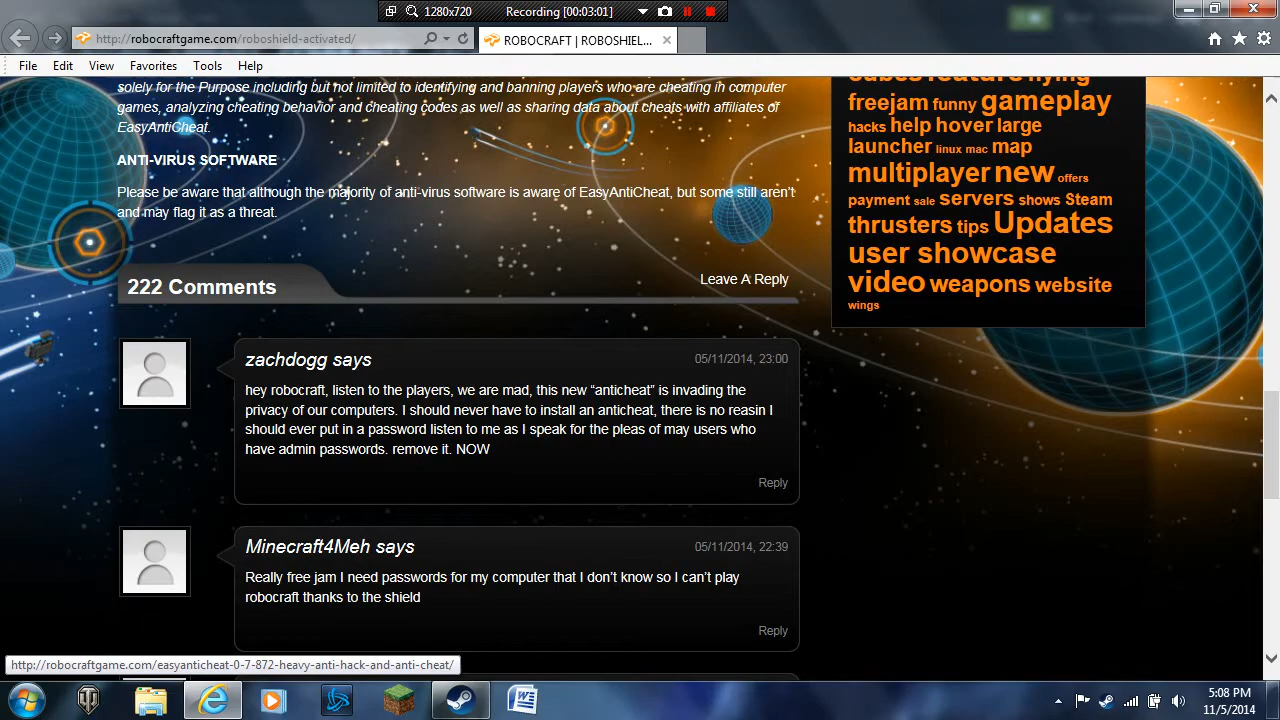 1280x720 Recording [00:03:01]
http://robocraftgame.com/roboshield-activated/
ROBOCRAFT | ROBOSHIEL...
File Edit View Favorites Tools Help
solely for the Purpose including but not limited to identifying and banning players who are cheating in computer
games, analyzing cheating behavior and cheating codes as well as sharing data about cheats with affiliates of
EasyAntiCheat.
ANTI-VIRUS SOFTWARE
Please be aware that although the majority of anti-virus software is aware of EasyAntiCheat, but some still aren't
and may flag it as a threat.
222 Comments
Leave A Reply
zachdogg says
05/11/2014, 23:00
hey robocraft, listen to the players, we are mad, this new “anticheat” is invading the
privacy of our computers. I should never have to install an anticheat, there is no reasin I
should ever put in a password listen to me as I speak for the pleas of may users who
have admin passwords. remove it. NOW
Reply
Minecraft4Meh says
05/11/2014, 22:39
Really free jam I need passwords for my computer that I don’t know so I can’t play
robocraft thanks to the shield
Reply
cubes feature flying
freejam funny gameplay
hacks help hover large
launcher linux mac map
multiplayer new offers
payment sale servers shows Steam
thrusters tips Updates
user showcase
video weapons website
wings
http://robocraftgame.com/easyanticheat-0-7-872-heavy-anti-hack-and-anti-cheat/
5:08 PM
11/5/2014